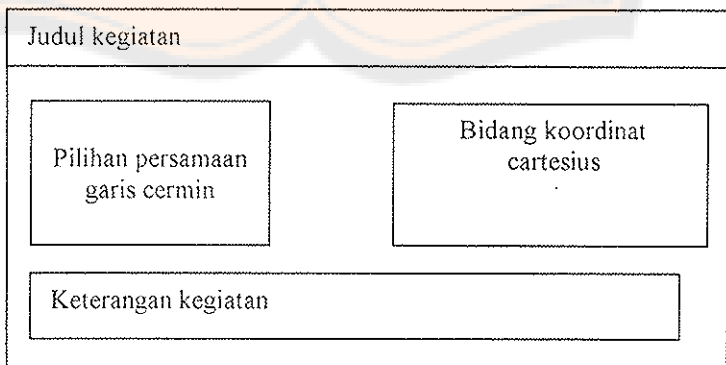 Judul kegiatan
Pilihan persamaan
garis cermin
Bidang koordinat
cartesius
Keterangan kegiatan